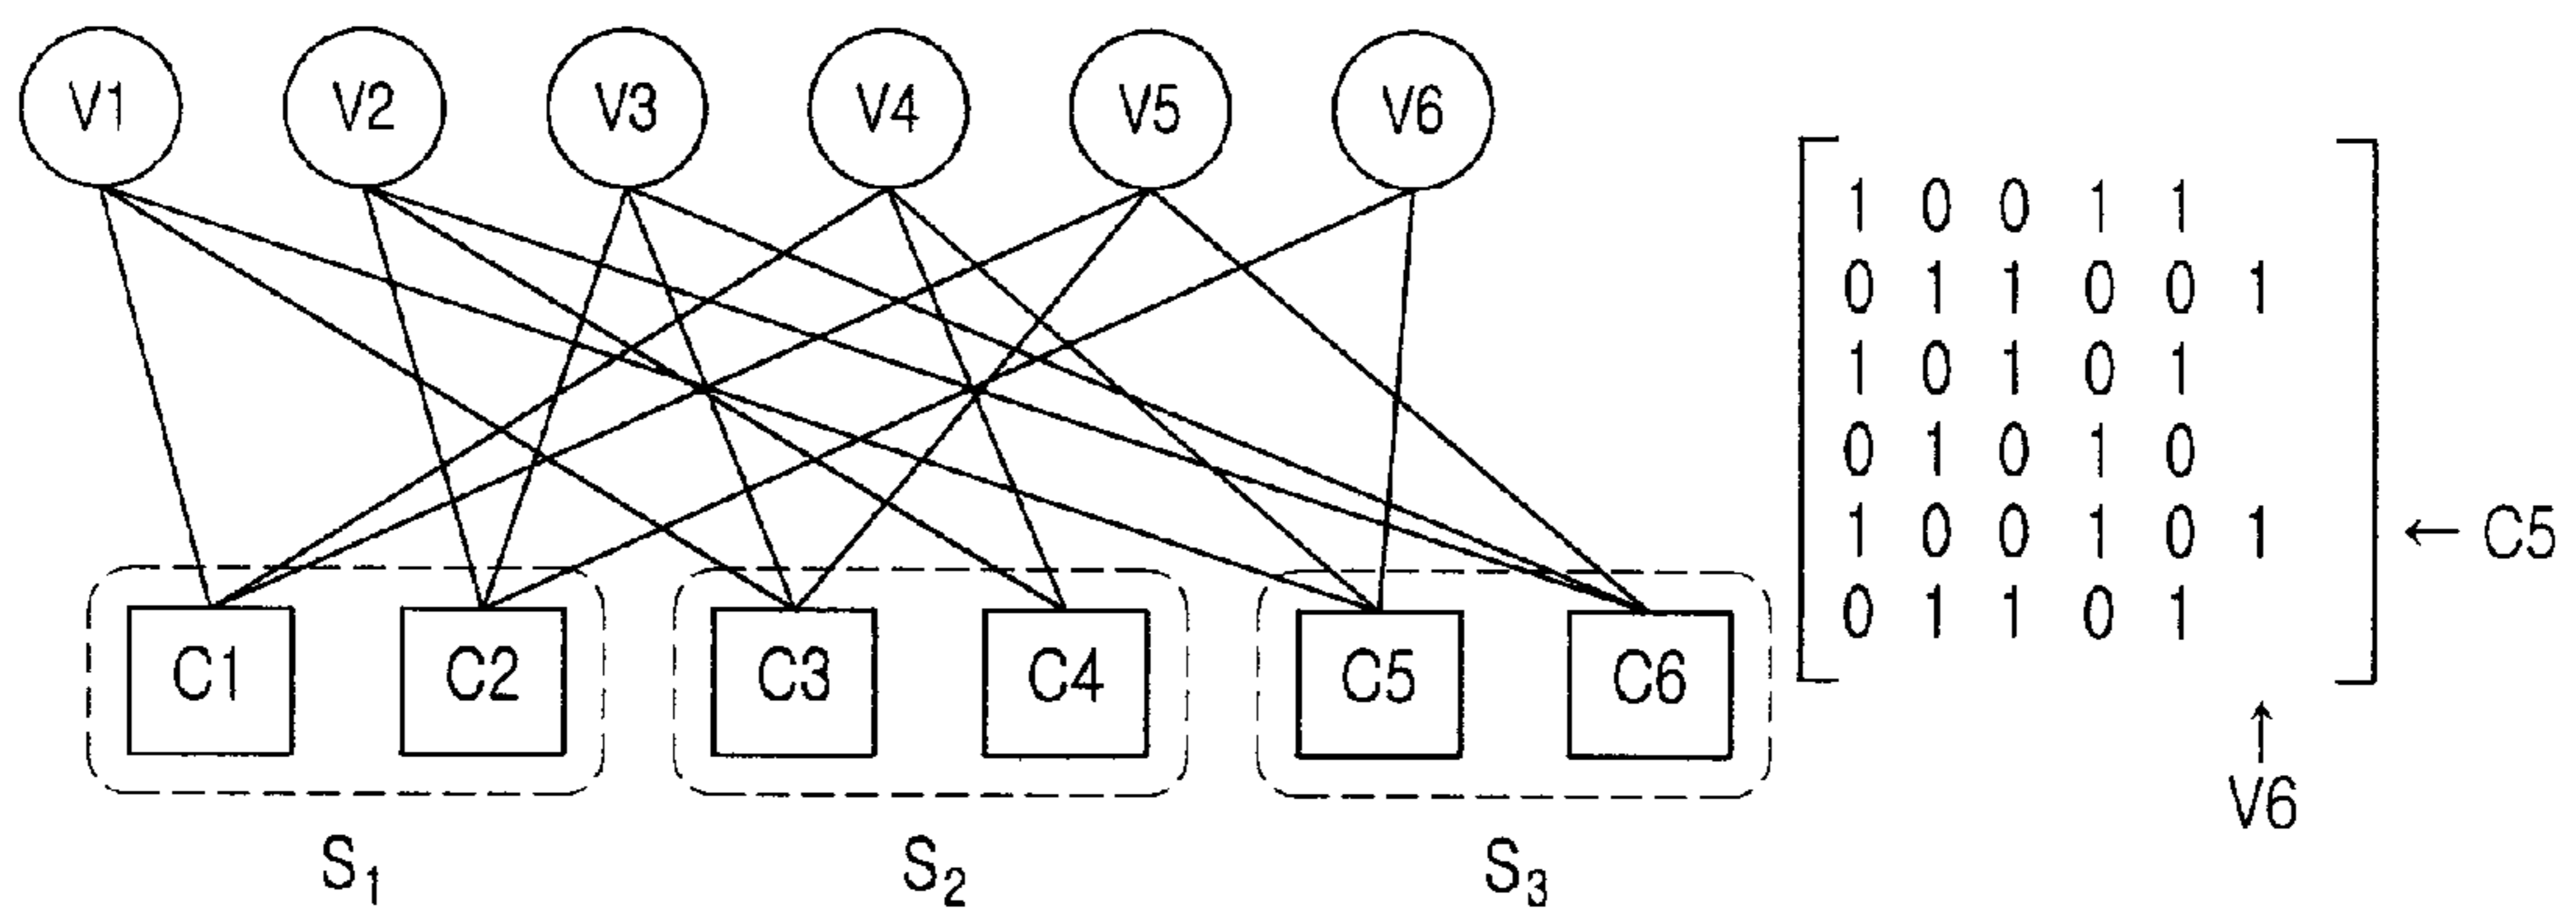 V1 V2 V3 V4 V5 V6
1 0 0 1 1
0 1 1 0 0 1
1 0 1 0 1
0 1 0 1 0
1 0 0 1 0 1 ← C5
0 1 1 0 1
↑
V6
C1 C2 C3 C4 C5 C6
S₁ S₂ S₃